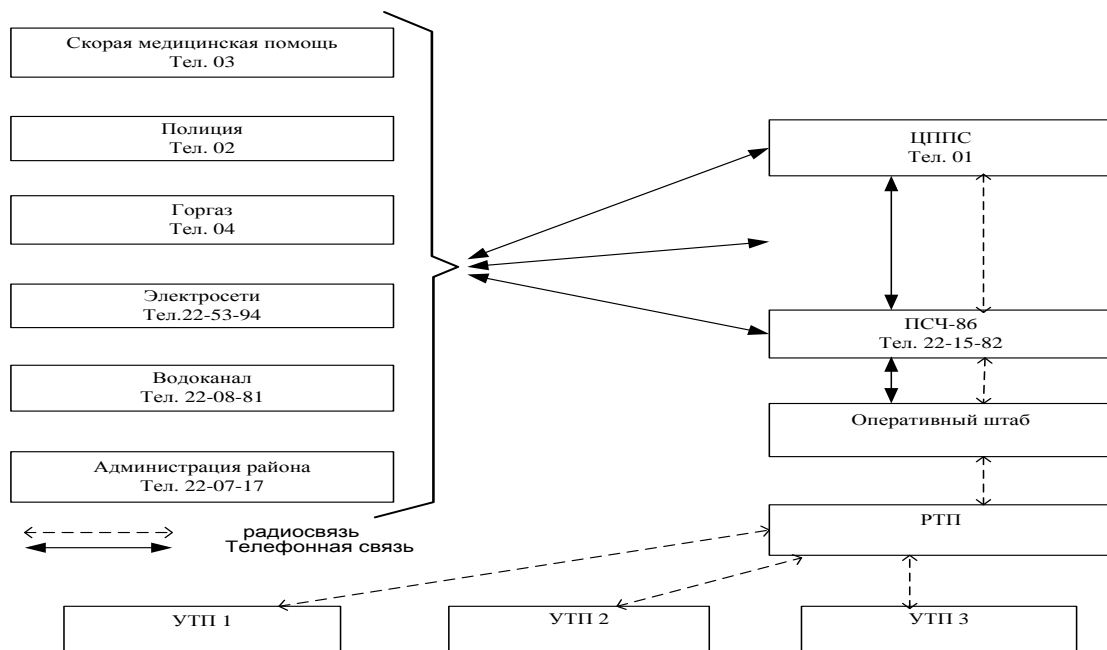 Скорая медицинская помощь
Тел. 03
Полиция
Тел. 02
Горгаз
Тел. 04
Электросети
Тел.22-53-94
Водоканал
Тел. 22-08-81
Администрация района
Тел. 22-07-17
радиосвязь
Телефонная связь
ЦППС
Тел. 01
ПСЧ-86
Тел. 22-15-82
Оперативный штаб
РТП
УТП 1
УТП 2
УТП 3